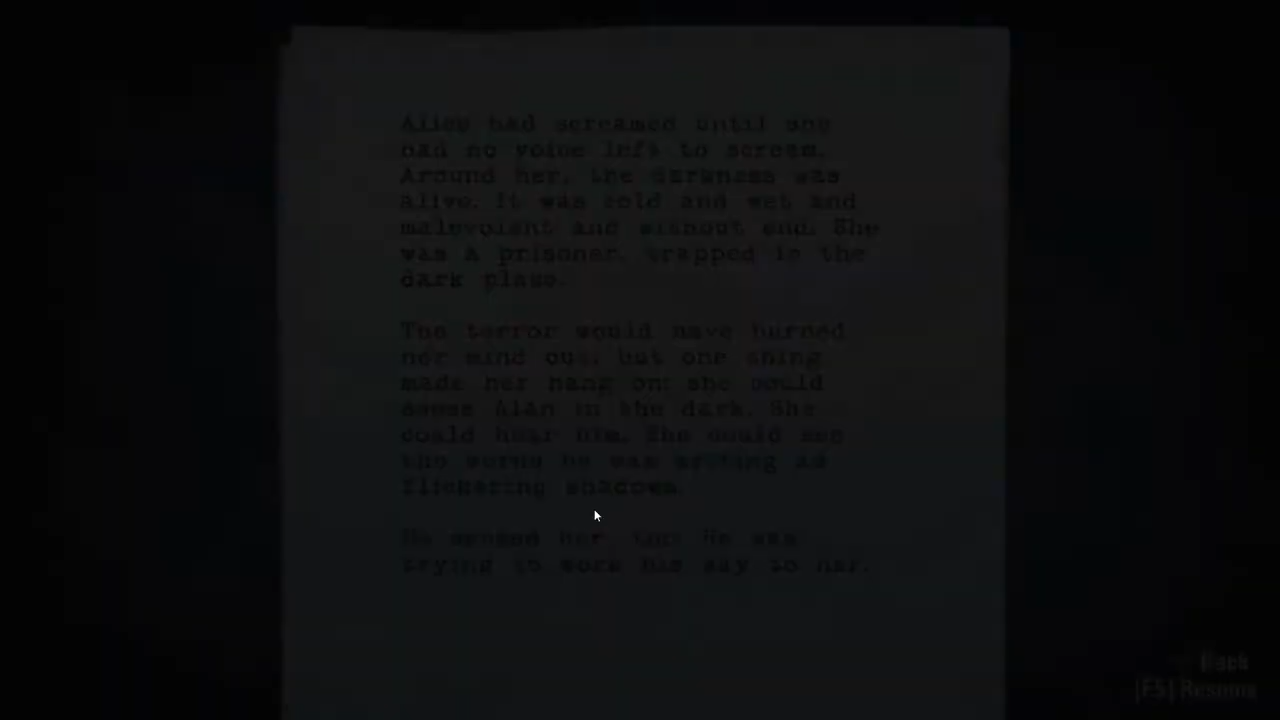 Alice had screamed until she
had no voice left to scream.
Around her, the darkness was
alive. It was cold and wet and
malevolent and without end. She
was a prisoner, trapped in the
dark place.
The terror would have burned
her mind out, but one thing
made her hang on: she could
sense Alan in the dark. She
could hear him. She could see
the words he was writing as
flickering shadows.
He sensed her, too. He was
trying to work his way to her.
Back
[F5] Resume